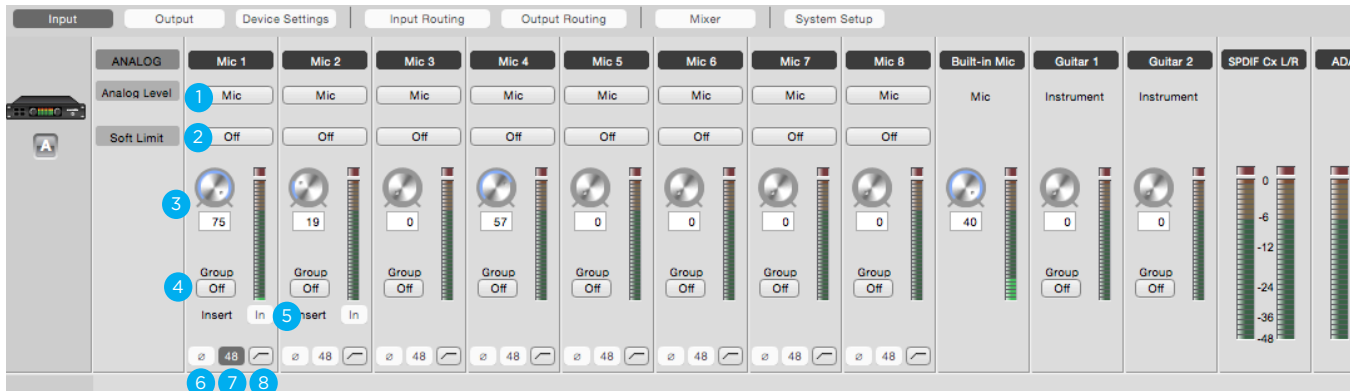 Input Output Device Settings Input Routing Output Routing Mixer System Setup
ANALOG Mic 1 Mic 2 Mic 3 Mic 4 Mic 5 Mic 6 Mic 7 Mic 8 Built-in Mic Guitar 1 Guitar 2 SPDIF Cx L/R
Analog Level 1 Mic Mic Mic Mic Mic Mic Mic Mic Mic Instrument Instrument
A Soft Limit 2 Off Off Off Off Off Off Off Off
0
3
75 19 0 57 0 0 0 0 40 0 0 -6
-12
Group Group Group Group Group Group Group Group Group Group
4 Off Off Off Off Off Off Off Off Off Off -24
Insert In 5 In -36
-48
ø 48 ø 48 ø 48 ø 48 ø 48 ø 48 ø 48 ø 48
6 7 8